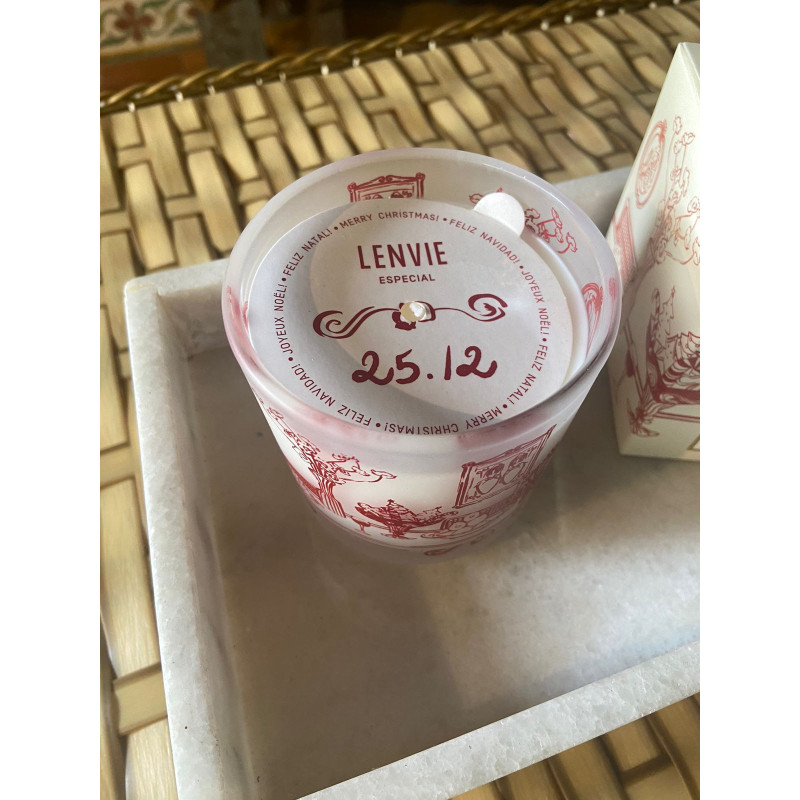 LENVIE
ESPECIAL
25.12
• FELIZ NATAL! • MERRY CHRISTMAS! • FELIZ NAVIDAD! • JOYEUX NOËL! • FELIZ NATAL! • MERRY CHRISTMAS! • FELIZ NAVIDAD! • JOYEUX NOËL!